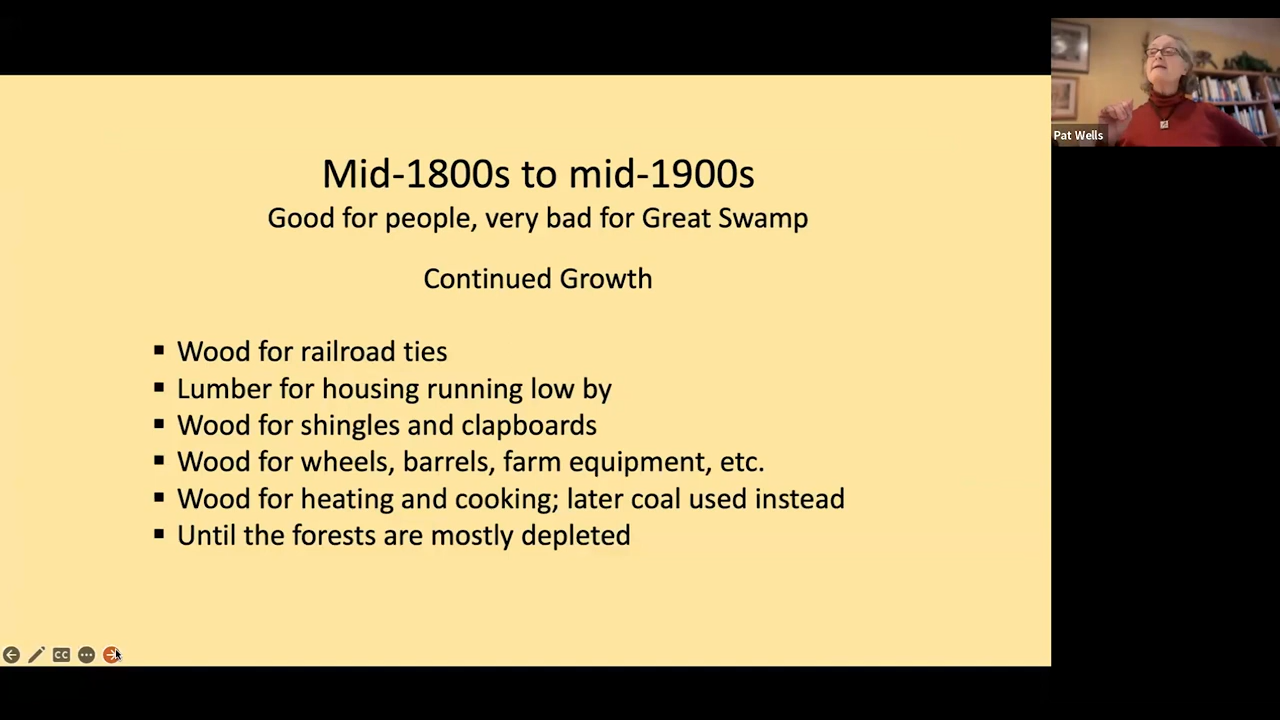 Mid-1800s to mid-1900s
Good for people, very bad for Great Swamp
Continued Growth
▪ Wood for railroad ties
▪ Lumber for housing running low by
▪ Wood for shingles and clapboards
▪ Wood for wheels, barrels, farm equipment, etc.
▪ Wood for heating and cooking; later coal used instead
▪ Until the forests are mostly depleted
Pat Wells
CC